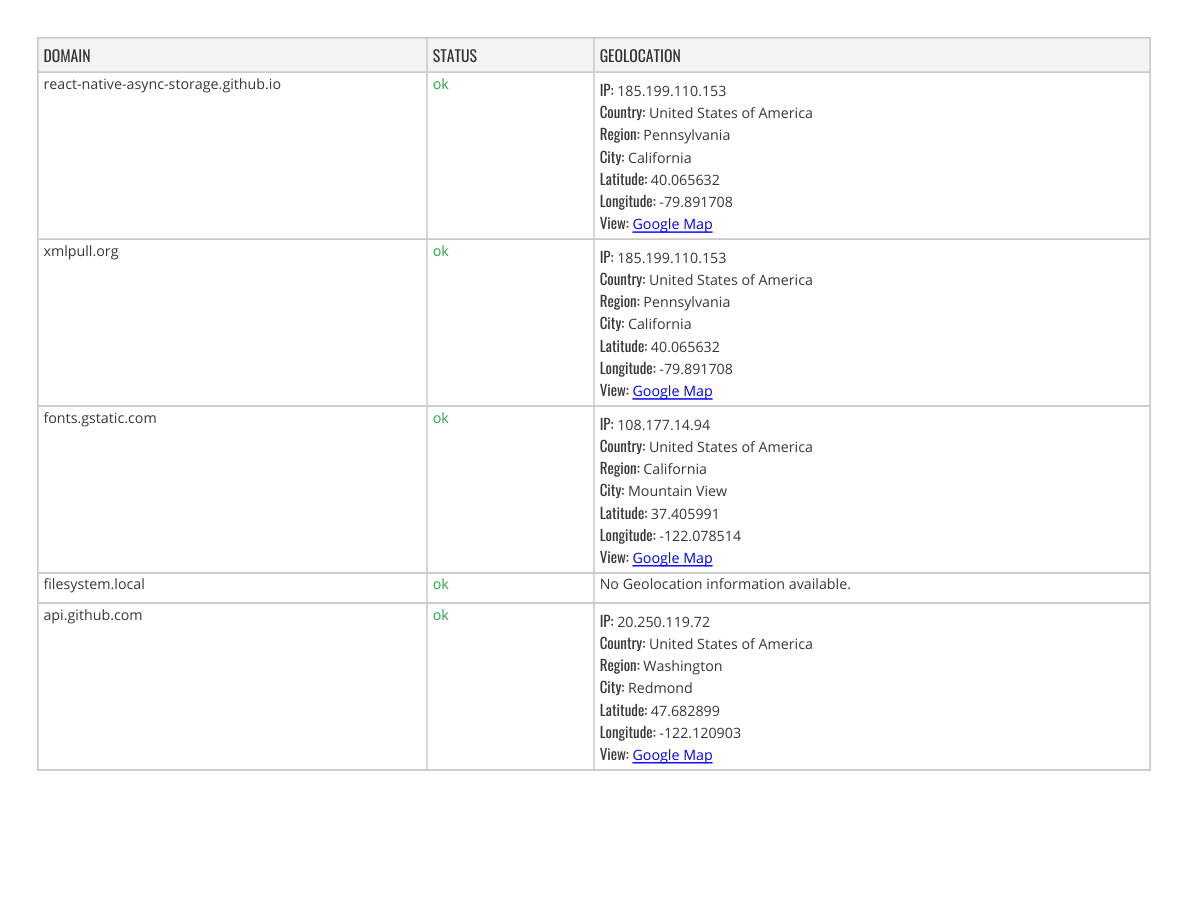 DOMAIN STATUS GEOLOCATION
react-native-async-storage.github.io ok IP: 185.199.110.153
Country: United States of America
Region: Pennsylvania
City: California
Latitude: 40.065632
Longitude: -79.891708
View: Google Map
xmlpull.org ok IP: 185.199.110.153
Country: United States of America
Region: Pennsylvania
City: California
Latitude: 40.065632
Longitude: -79.891708
View: Google Map
fonts.gstatic.com ok IP: 108.177.14.94
Country: United States of America
Region: California
City: Mountain View
Latitude: 37.405991
Longitude: -122.078514
View: Google Map
filesystem.local ok No Geolocation information available.
api.github.com ok IP: 20.250.119.72
Country: United States of America
Region: Washington
City: Redmond
Latitude: 47.682899
Longitude: -122.120903
View: Google Map